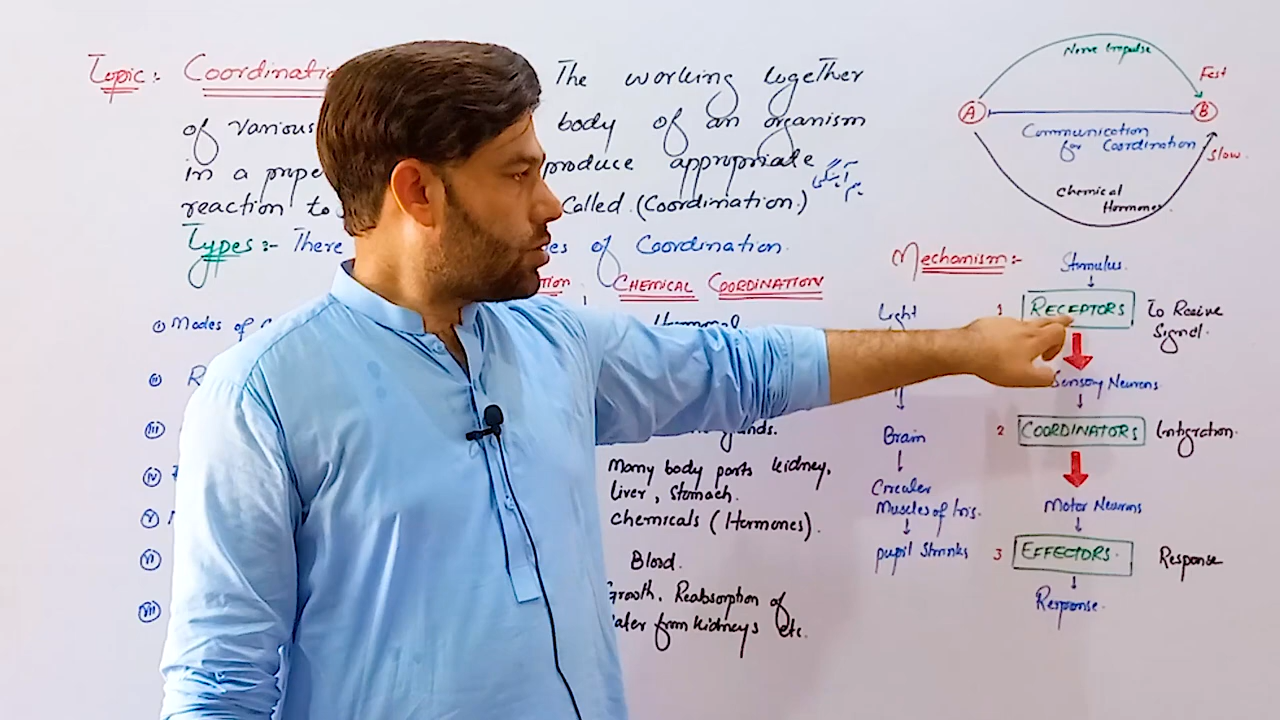 Topic:- Coordinatio
The working together
of various
body of an organism
in a prope
produce appropriate
reaction to
Called (Coordination.)
Types:- There
of Coordination.
CHEMICAL COORDINATION
① Modes of
Hormonal
ⅱ R
ⅲ
glands.
ⅳ
Many body parts kidney,
liver, Stomach.
ⅴ
chemicals (Hormones).
ⅵ
Blood.
ⅶ
Growth. Reabsorption of
water from kidneys etc.
Nerve Impulse
Fast
A
B
Communication
for Coordination
Slow.
Chemical
Hormones
Mechanism:-
Stimulus.
Light
1 RECEPTORS To Receive
Signal.
Sensory Neurons.
Brain
2 COORDINATORS Intgration.
Circular
Muscles of Iris.
Motor Neurons
pupil Shrinks
3 EFFECTORS. Response
Response.